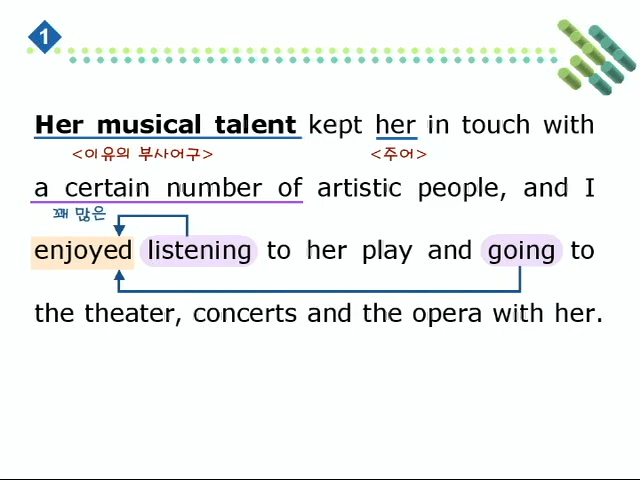 1
Her musical talent kept her in touch with
<이유의 부사어구> <주어>
a certain number of artistic people, and I
꽤 많은
enjoyed listening to her play and going to
the theater, concerts and the opera with her.